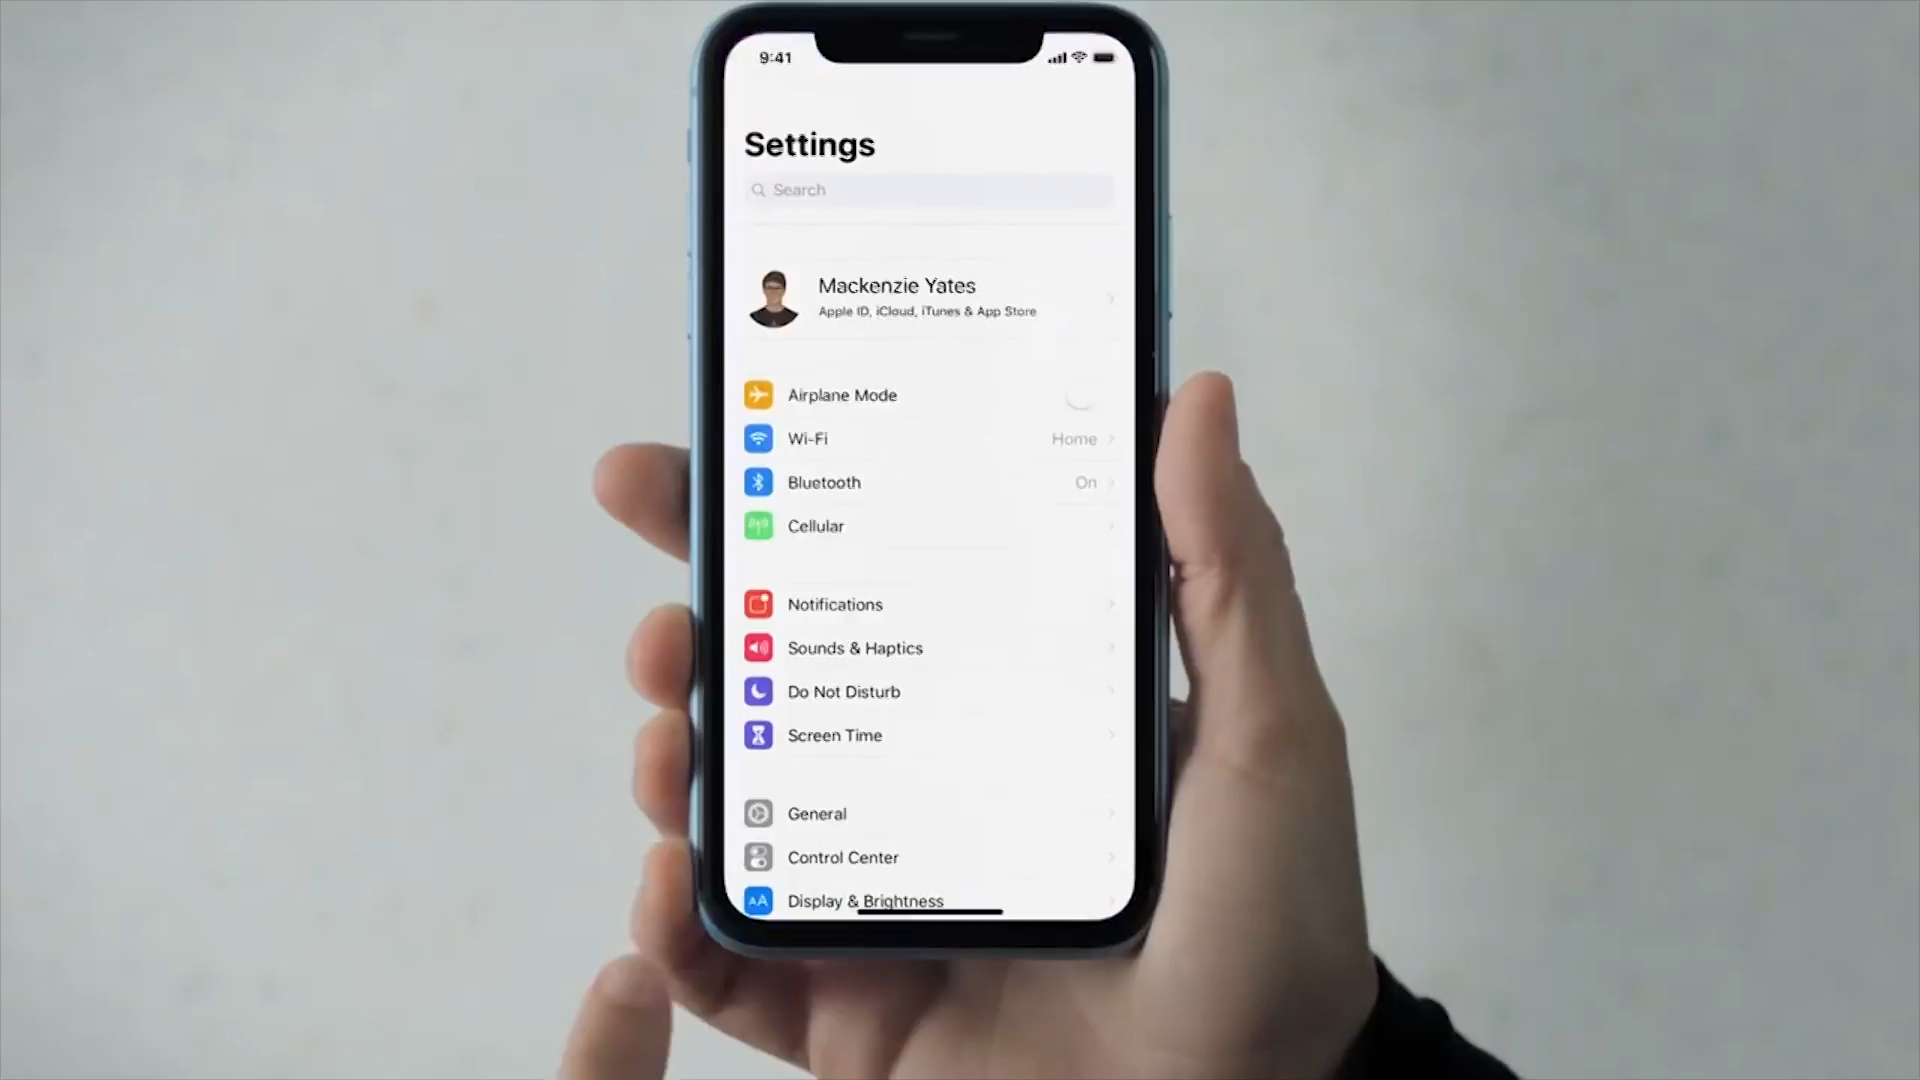 9:41
Settings
Search
Mackenzie Yates
Apple ID, iCloud, iTunes & App Store
Airplane Mode
Wi-Fi Home
Bluetooth On
Cellular
Notifications
Sounds & Haptics
Do Not Disturb
Screen Time
General
Control Center
AA Display & Brightness